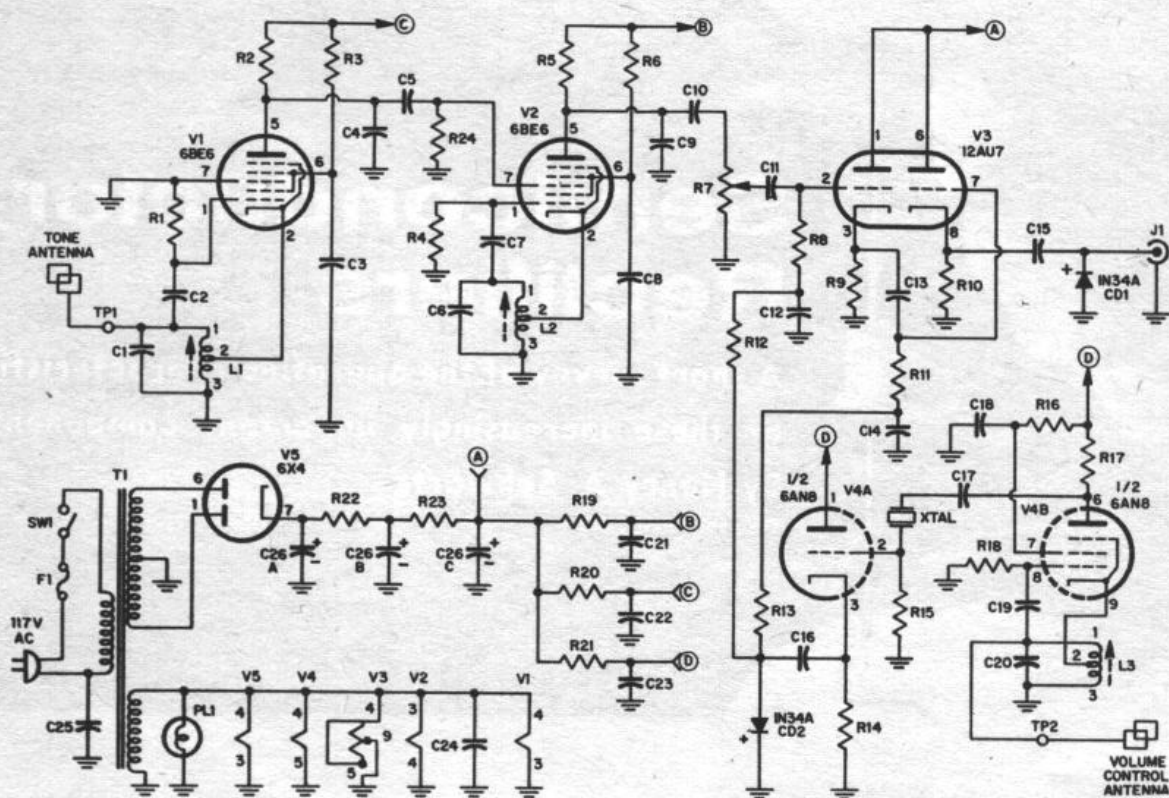 C
B
A
R2
R3
R5
R6
C5
C10
V1
6BE6
5
C4
R24
V2
6BE6
5
C9
1
6
V3
12AU7
7
6
7
6
R7
C11
2
7
R1
1
2
R4
1
2
C7
R8
3
8
C15
J1
TONE
ANTENNA
C2
C3
C8
R9
C13
R10
+
IN34A
CD1
TP1
C1
1
2
3
L1
C6
1
2
3
L2
R12
C12
R11
C14
D
D
C18
R16
R17
T1
V5
6X4
6
1
7
A
1/2
6AN8
V4A
1
C17
XTAL
6
1/2
6AN8
V4B
SW1
R22
R23
R19
B
2
7
F1
C26
A
+
-
C26
B
+
-
C26
C
+
-
C21
R18
8
9
R20
C
3
R15
C19
117V
AC
C22
R13
C16
1
2
3
L3
R21
D
C20
C23
V5
V4
V3
V2
V1
C25
PL1
4
4
4
3
4
9
C24
3
5
5
4
3
+
IN34A
CD2
R14
TP2
VOLUME
CONTROL
ANTENNA